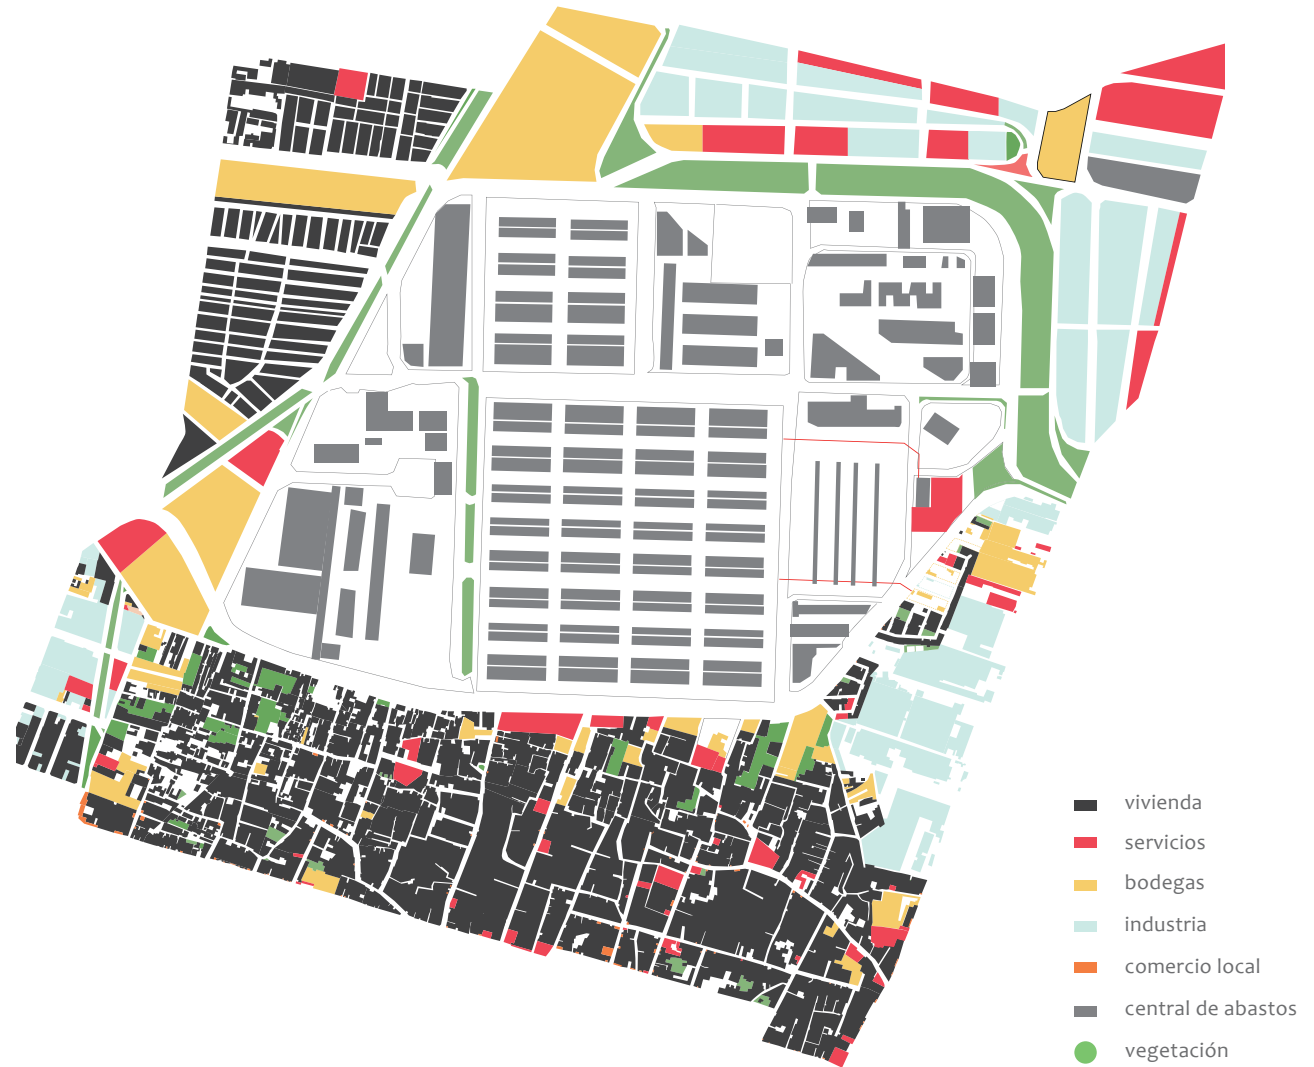 vivienda
servicios
bodegas
industria
comercio local
central de abastos
vegetación